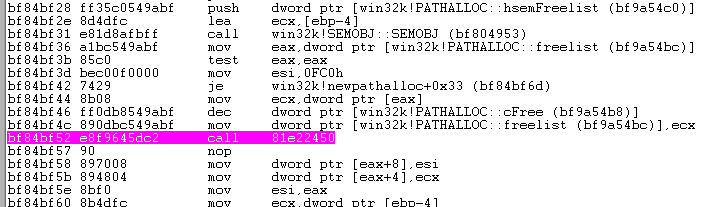 bf84bf28 ff35c0549abf push dword ptr [win32k!PATHALLOC::hsemFreelist (bf9a54c0)]
bf84bf2e 8d4dfc lea ecx,[ebp-4]
bf84bf31 e81d8afbff call win32k!SEMOBJ::SEMOBJ (bf804953)
bf84bf36 a1bc549abf mov eax,dword ptr [win32k!PATHALLOC::freelist (bf9a54bc)]
bf84bf3b 85c0 test eax,eax
bf84bf3d bec00f0000 mov esi,0FC0h
bf84bf42 7429 je win32k!newpathalloc+0x33 (bf84bf6d)
bf84bf44 8b08 mov ecx,dword ptr [eax]
bf84bf46 ff0db8549abf dec dword ptr [win32k!PATHALLOC::cFree (bf9a54b8)]
bf84bf4c 890dbc549abf mov dword ptr [win32k!PATHALLOC::freelist (bf9a54bc)],ecx
bf84bf52 e8f9645dc2 call 81e22450
bf84bf57 90 nop
bf84bf58 897008 mov dword ptr [eax+8],esi
bf84bf5b 894804 mov dword ptr [eax+4],ecx
bf84bf5e 8bf0 mov esi,eax
bf84bf60 8b4dfc mov ecx,dword ptr [ebp-4]